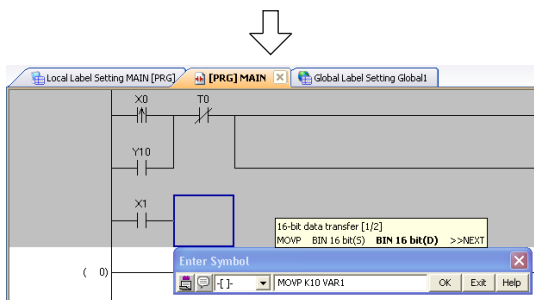 Local Label Setting MAIN [PRG] [PRG] MAIN Global Label Setting Global1
X0 T0
Y10
X1
16-bit data transfer [1/2]
MOVP BIN 16 bit(S) BIN 16 bit(D) >>NEXT
Enter Symbol
-[ ]- MOVP K10 VAR1 OK Exit Help
( 0)